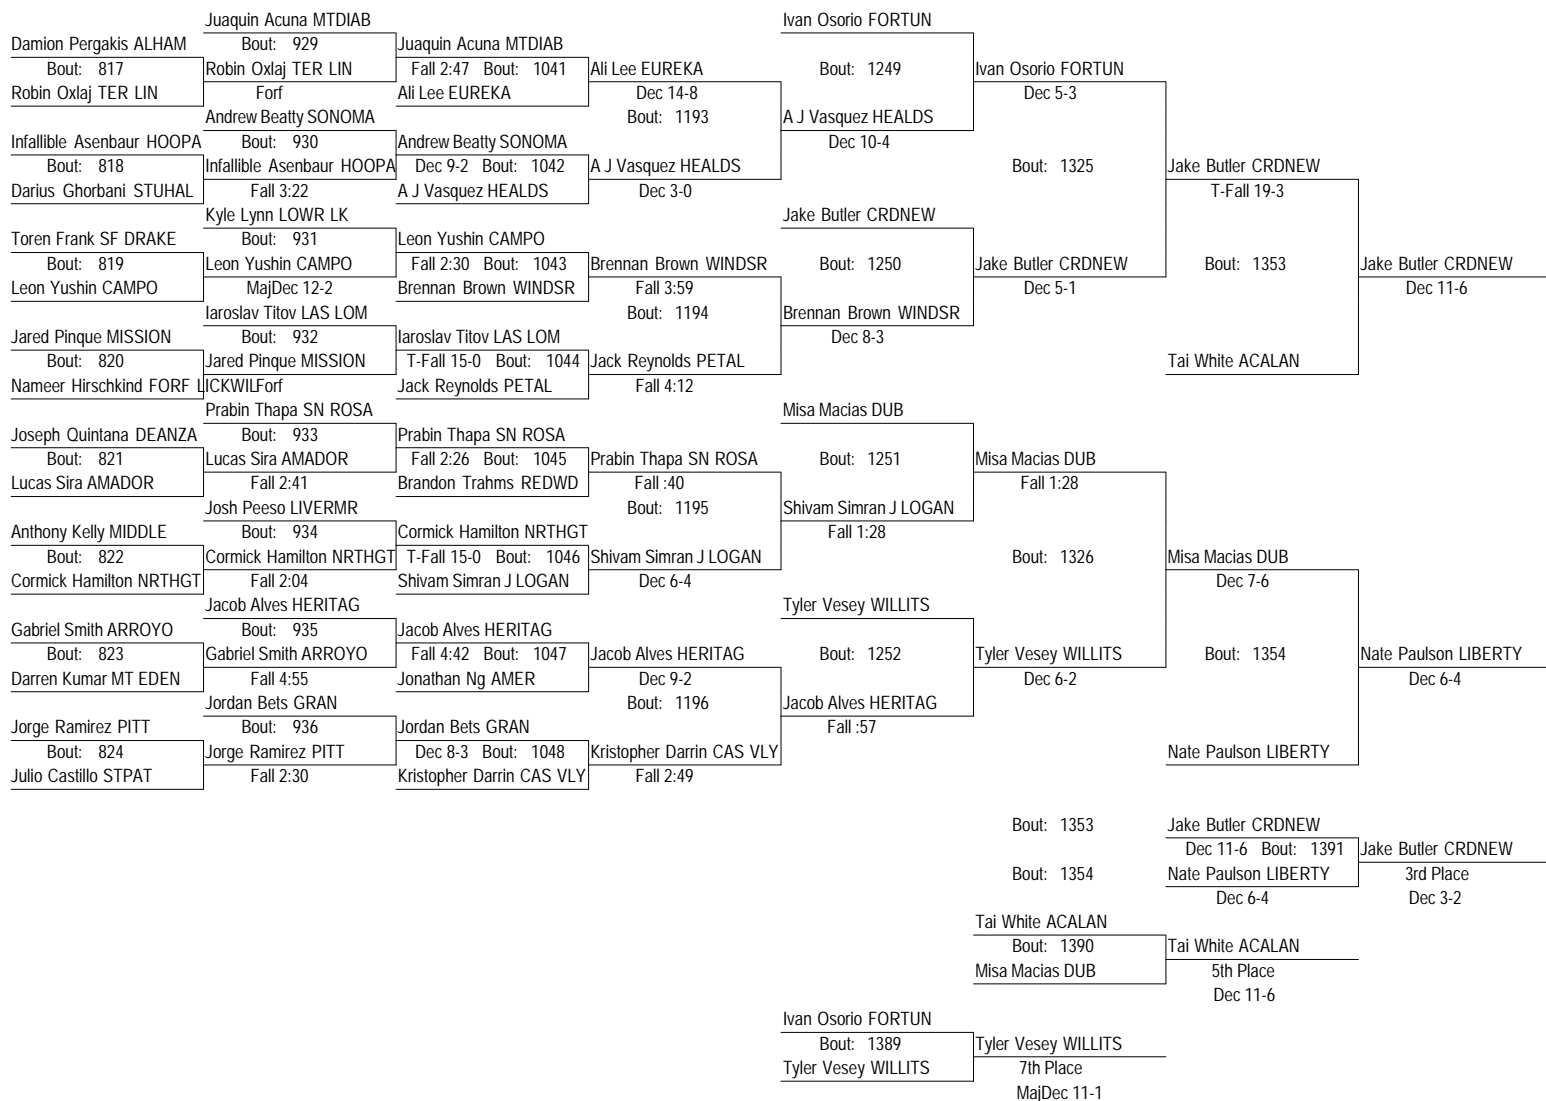 Juaquin Acuna MTDIAB Ivan Osorio FORTUN
Damion Pergakis ALHAM Bout: 929 Juaquin Acuna MTDIAB
Bout: 817 Robin Oxlaj TER LIN Fall 2:47 Bout: 1041 Ali Lee EUREKA Bout: 1249 Ivan Osorio FORTUN
Robin Oxlaj TER LIN Forf Ali Lee EUREKA Dec 14-8 Dec 5-3
Andrew Beatty SONOMA Bout: 1193 A J Vasquez HEALDS
Infallible Asenbaur HOOPA Bout: 930 Andrew Beatty SONOMA Dec 10-4
Bout: 818 Infallible Asenbaur HOOPA Dec 9-2 Bout: 1042 A J Vasquez HEALDS Bout: 1325 Jake Butler CRDNEW
Darius Ghorbani STUHAL Fall 3:22 A J Vasquez HEALDS Dec 3-0 T-Fall 19-3
Kyle Lynn LOWR LK Jake Butler CRDNEW
Toren Frank SF DRAKE Bout: 931 Leon Yushin CAMPO
Bout: 819 Leon Yushin CAMPO Fall 2:30 Bout: 1043 Brennan Brown WINDSR Bout: 1250 Jake Butler CRDNEW Bout: 1353 Jake Butler CRDNEW
Leon Yushin CAMPO MajDec 12-2 Brennan Brown WINDSR Fall 3:59 Dec 5-1 Dec 11-6
Iaroslav Titov LAS LOM Bout: 1194 Brennan Brown WINDSR
Jared Pinque MISSION Bout: 932 Iaroslav Titov LAS LOM Dec 8-3
Bout: 820 Jared Pinque MISSION T-Fall 15-0 Bout: 1044 Jack Reynolds PETAL Tai White ACALAN
Nameer Hirschkind FORF LICKWILForf Jack Reynolds PETAL Fall 4:12
Prabin Thapa SN ROSA Misa Macias DUB
Joseph Quintana DEANZA Bout: 933 Prabin Thapa SN ROSA
Bout: 821 Lucas Sira AMADOR Fall 2:26 Bout: 1045 Prabin Thapa SN ROSA Bout: 1251 Misa Macias DUB
Lucas Sira AMADOR Fall 2:41 Brandon Trahms REDWD Fall :40 Fall 1:28
Josh Peeso LIVERMR Bout: 1195 Shivam Simran J LOGAN
Anthony Kelly MIDDLE Bout: 934 Cormick Hamilton NRTHGT Fall 1:28
Bout: 822 Cormick Hamilton NRTHGT T-Fall 15-0 Bout: 1046 Shivam Simran J LOGAN Bout: 1326 Misa Macias DUB
Cormick Hamilton NRTHGT Fall 2:04 Shivam Simran J LOGAN Dec 6-4 Dec 7-6
Jacob Alves HERITAG Tyler Vesey WILLITS
Gabriel Smith ARROYO Bout: 935 Jacob Alves HERITAG
Bout: 823 Gabriel Smith ARROYO Fall 4:42 Bout: 1047 Jacob Alves HERITAG Bout: 1252 Tyler Vesey WILLITS Bout: 1354 Nate Paulson LIBERTY
Darren Kumar MT EDEN Fall 4:55 Jonathan Ng AMER Dec 9-2 Dec 6-2 Dec 6-4
Jordan Bets GRAN Bout: 1196 Jacob Alves HERITAG
Jorge Ramirez PITT Bout: 936 Jordan Bets GRAN Fall :57
Bout: 824 Jorge Ramirez PITT Dec 8-3 Bout: 1048 Kristopher Darrin CAS VLY Nate Paulson LIBERTY
Julio Castillo STPAT Fall 2:30 Kristopher Darrin CAS VLY Fall 2:49
Bout: 1353 Jake Butler CRDNEW
Dec 11-6 Bout: 1391 Jake Butler CRDNEW
Bout: 1354 Nate Paulson LIBERTY 3rd Place
Dec 6-4 Dec 3-2
Tai White ACALAN
Bout: 1390 Tai White ACALAN
Misa Macias DUB 5th Place
Dec 11-6
Ivan Osorio FORTUN
Bout: 1389 Tyler Vesey WILLITS
Tyler Vesey WILLITS 7th Place
MajDec 11-1